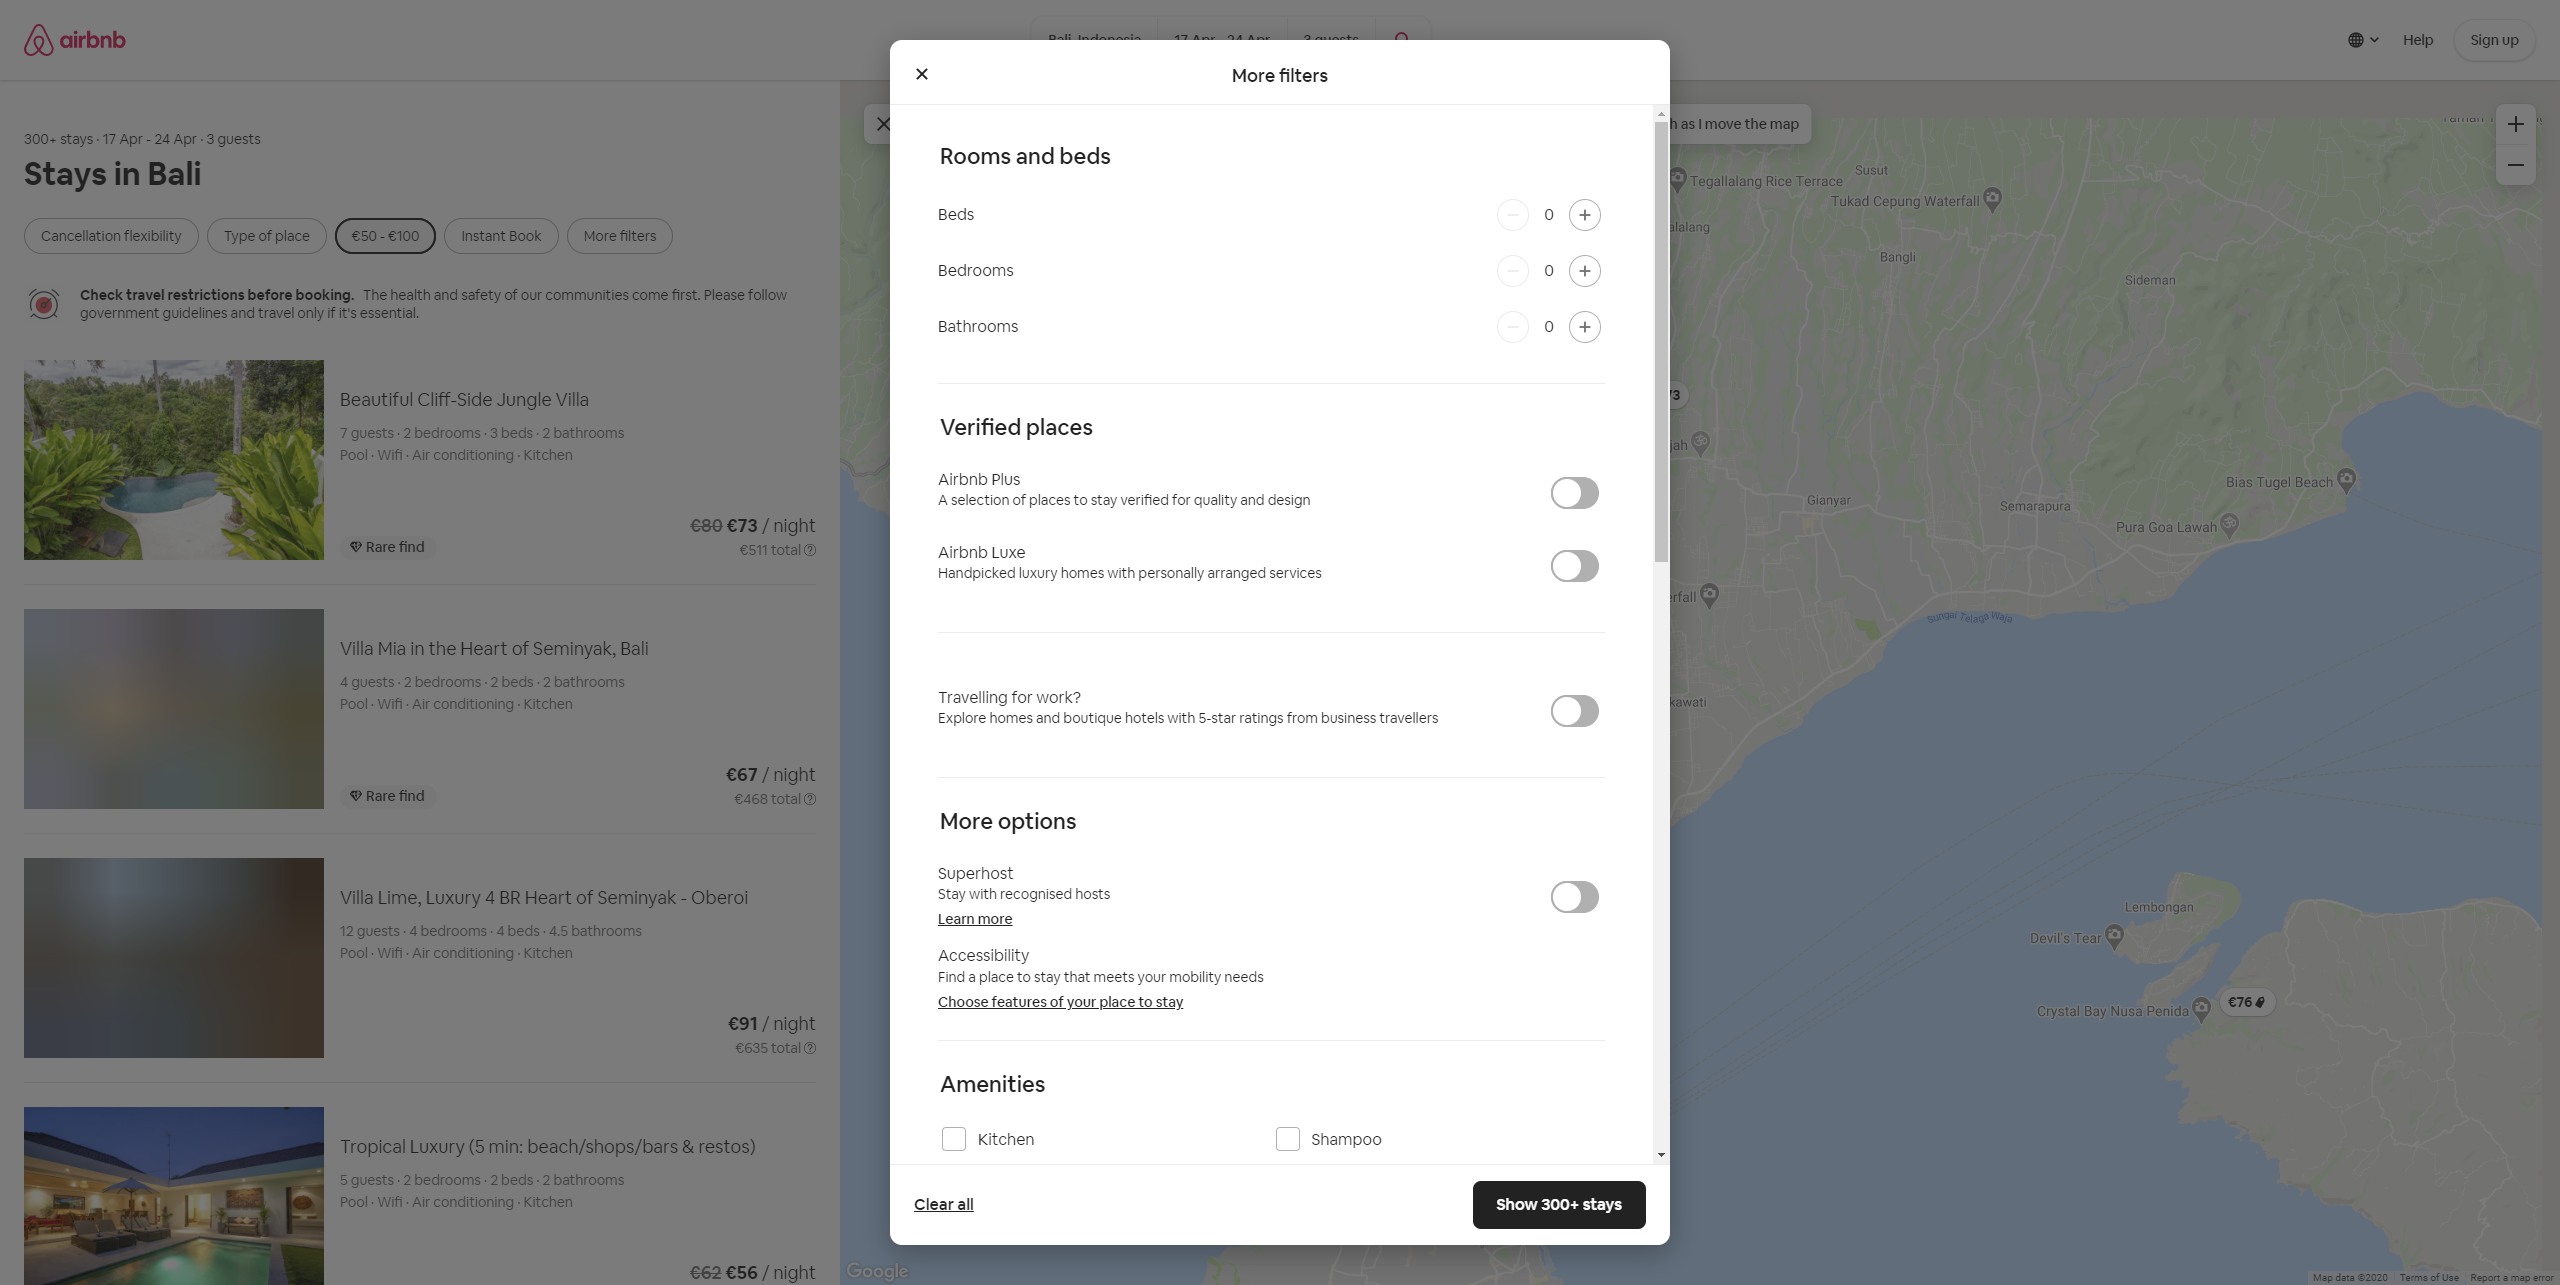 airbnb
Bali, Indonesia 17 Apr - 24 Apr 3 guests
Help
Sign up
300+ stays · 17 Apr - 24 Apr · 3 guests
Stays in Bali
Cancellation flexibility
Type of place
€50 - €100
Instant Book
More filters
Check travel restrictions before booking. The health and safety of our communities come first. Please follow
government guidelines and travel only if it's essential.
Beautiful Cliff-Side Jungle Villa
7 guests · 2 bedrooms · 3 beds · 2 bathrooms
Pool · Wifi · Air conditioning · Kitchen
€80 €73 / night
Rare find
€511 total
Villa Mia in the Heart of Seminyak, Bali
4 guests · 2 bedrooms · 2 beds · 2 bathrooms
Pool · Wifi · Air conditioning · Kitchen
€67 / night
Rare find
€468 total
Villa Lime, Luxury 4 BR Heart of Seminyak - Oberoi
12 guests · 4 bedrooms · 4 beds · 4.5 bathrooms
Pool · Wifi · Air conditioning · Kitchen
€91 / night
€635 total
Tropical Luxury (5 min: beach/shops/bars & restos)
5 guests · 2 bedrooms · 2 beds · 2 bathrooms
Pool · Wifi · Air conditioning · Kitchen
€62 €56 / night
More filters
Rooms and beds
Beds 0
Bedrooms 0
Bathrooms 0
Verified places
Airbnb Plus
A selection of places to stay verified for quality and design
Airbnb Luxe
Handpicked luxury homes with personally arranged services
Travelling for work?
Explore homes and boutique hotels with 5-star ratings from business travellers
More options
Superhost
Stay with recognised hosts
Learn more
Accessibility
Find a place to stay that meets your mobility needs
Choose features of your place to stay
Amenities
Kitchen
Shampoo
Clear all
Show 300+ stays
h as I move the map
Susut
Tegallalang Rice Terrace
Tukad Cepung Waterfall
alalang
Bangli
Sideman
73
jah
Bias Tugel Beach
Gianyar
Semarapura
Pura Goa Lawah
rfall
Sungai Telaga Waja
kawati
Lembongan
Devil's Tear
€76
Crystal Bay Nusa Penida
Google
Map data ©2020
Terms of Use
Report a map error